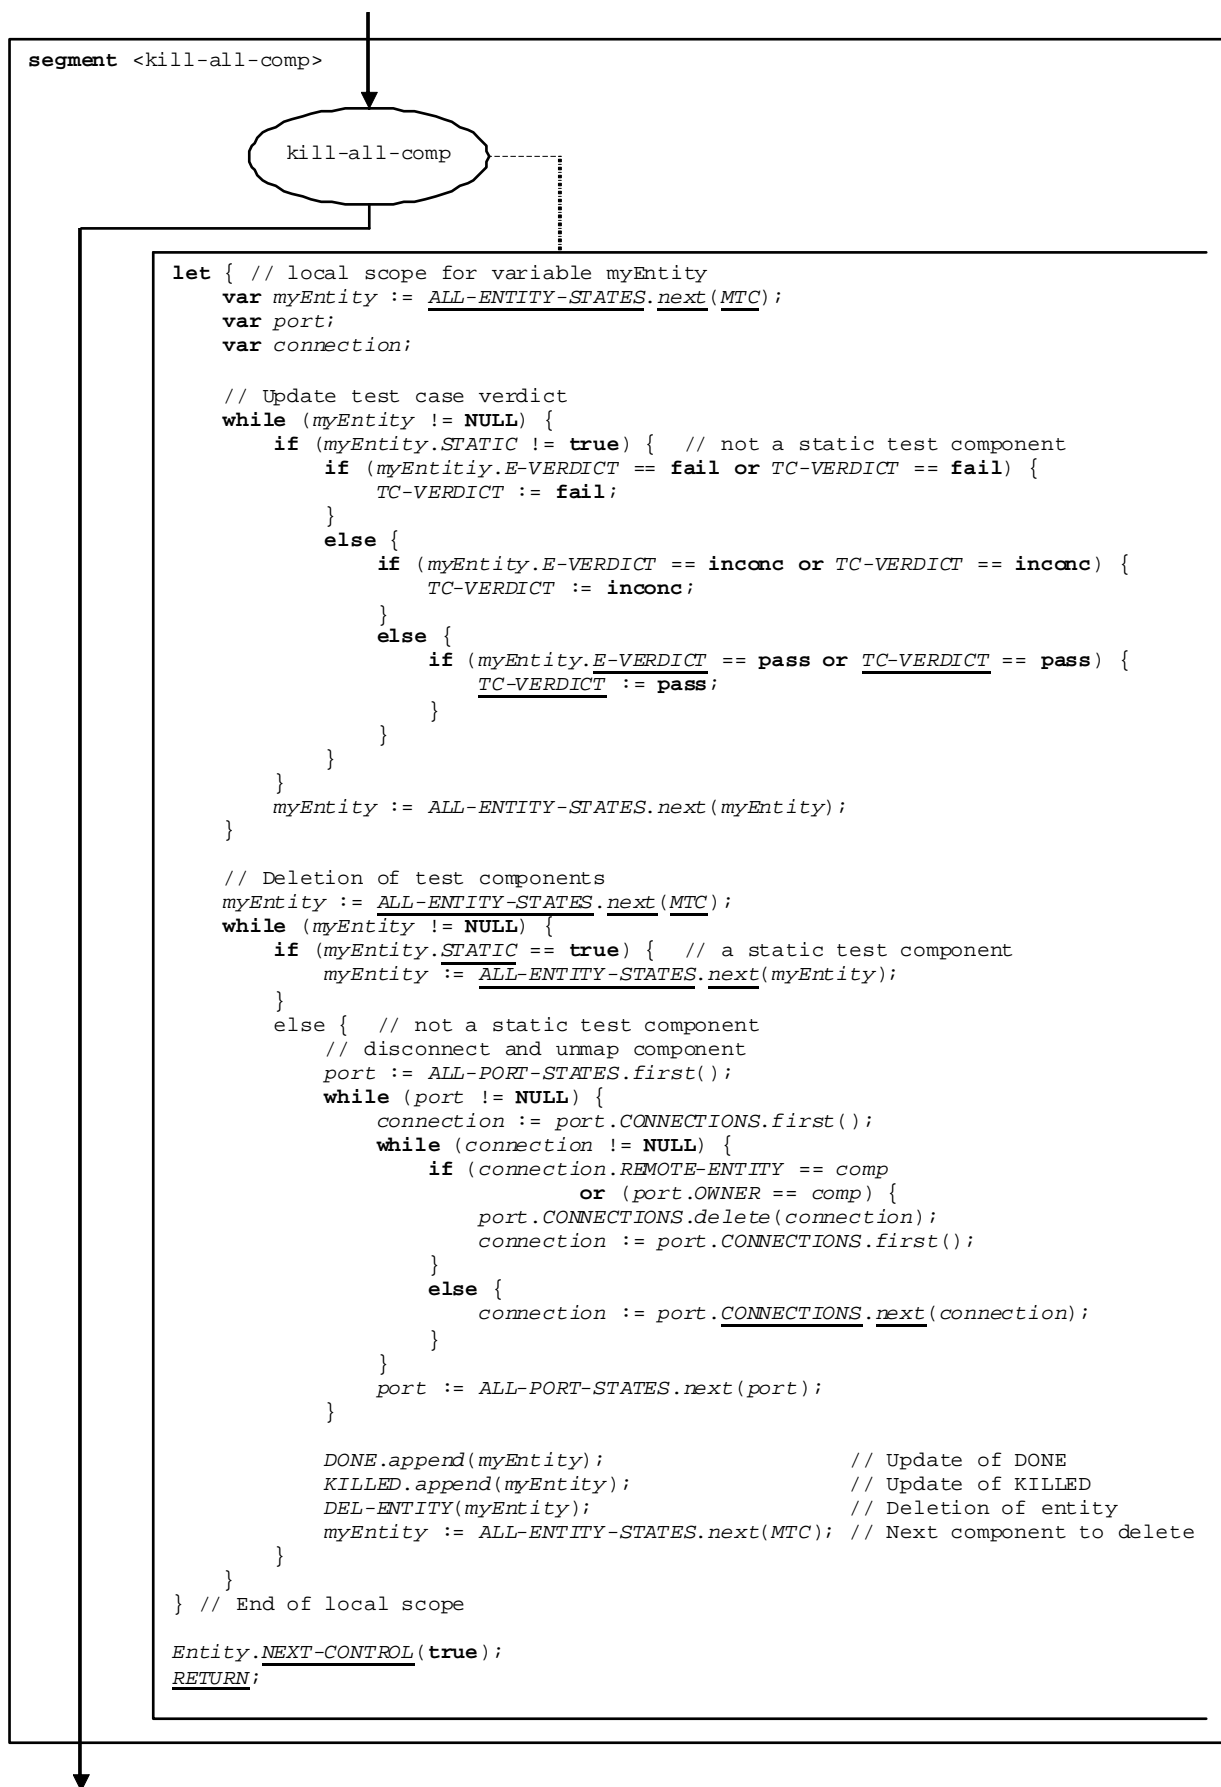 segment <kill-all-comp>
kill-all-comp
let { // local scope for variable myEntity
var myEntity := ALL-ENTITY-STATES.next(MTC);
var port;
var connection;
// Update test case verdict
while (myEntity != NULL) {
if (myEntity.STATIC != true) { // not a static test component
if (myEntitiy.E-VERDICT == fail or TC-VERDICT == fail) {
TC-VERDICT := fail;
}
else {
if (myEntity.E-VERDICT == inconc or TC-VERDICT == inconc) {
TC-VERDICT := inconc;
}
else {
if (myEntity.E-VERDICT == pass or TC-VERDICT == pass) {
TC-VERDICT := pass;
}
}
}
}
myEntity := ALL-ENTITY-STATES.next(myEntity);
}
// Deletion of test components
myEntity := ALL-ENTITY-STATES.next(MTC);
while (myEntity != NULL) {
if (myEntity.STATIC == true) { // a static test component
myEntity := ALL-ENTITY-STATES.next(myEntity);
}
else { // not a static test component
// disconnect and unmap component
port := ALL-PORT-STATES.first();
while (port != NULL) {
connection := port.CONNECTIONS.first();
while (connection != NULL) {
if (connection.REMOTE-ENTITY == comp
or (port.OWNER == comp) {
port.CONNECTIONS.delete(connection);
connection := port.CONNECTIONS.first();
}
else {
connection := port.CONNECTIONS.next(connection);
}
}
port := ALL-PORT-STATES.next(port);
}
DONE.append(myEntity); // Update of DONE
KILLED.append(myEntity); // Update of KILLED
DEL-ENTITY(myEntity); // Deletion of entity
myEntity := ALL-ENTITY-STATES.next(MTC); // Next component to delete
}
}
} // End of local scope
Entity.NEXT-CONTROL(true);
RETURN;